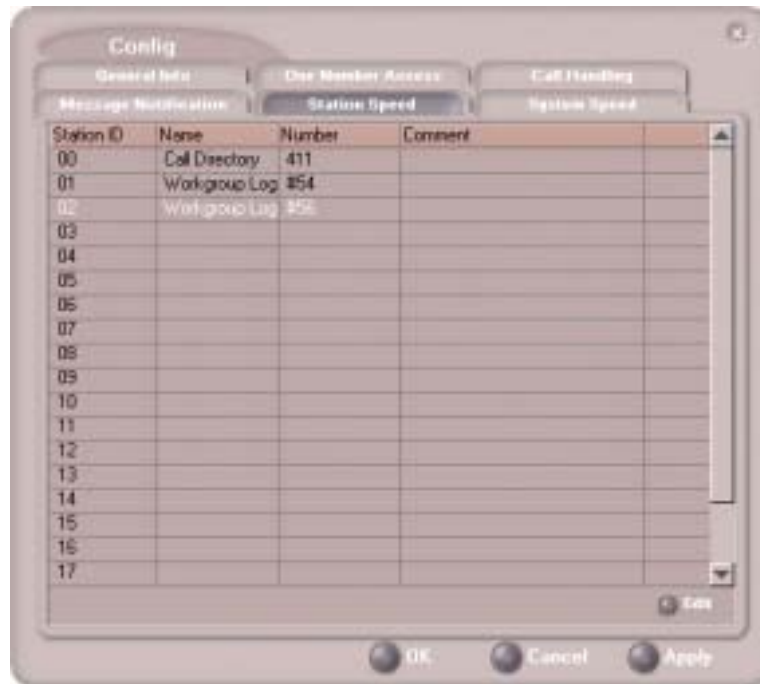 Config
General Info One Number Access Call Handling
Message Notification Station Speed System Speed
Station ID Name Number Comment
00 Call Directory 411
01 Workgroup Log #54
02 Workgroup Log #56
03
04
05
06
07
08
09
10
11
12
13
14
15
16
17
Edit
OK Cancel Apply